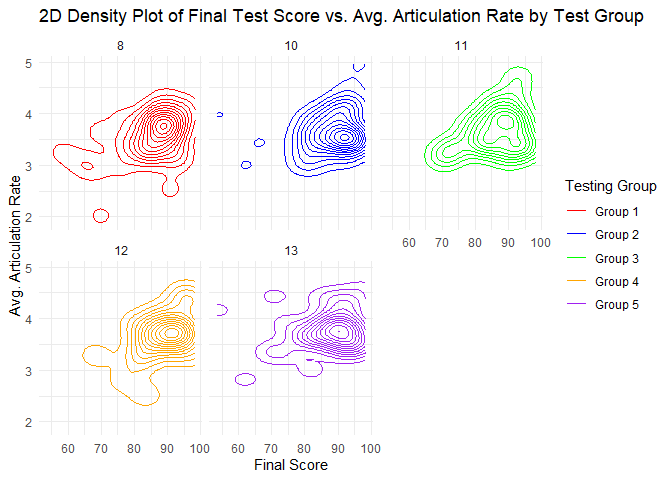 2D Density Plot of Final Test Score vs. Avg. Articulation Rate by Test Group
8 10 11
5
4
3
2
60 70 80 90 100
12 13
5
4
3
2
60 70 80 90 100 60 70 80 90 100
Avg. Articulation Rate
Final Score
Testing Group
Group 1
Group 2
Group 3
Group 4
Group 5